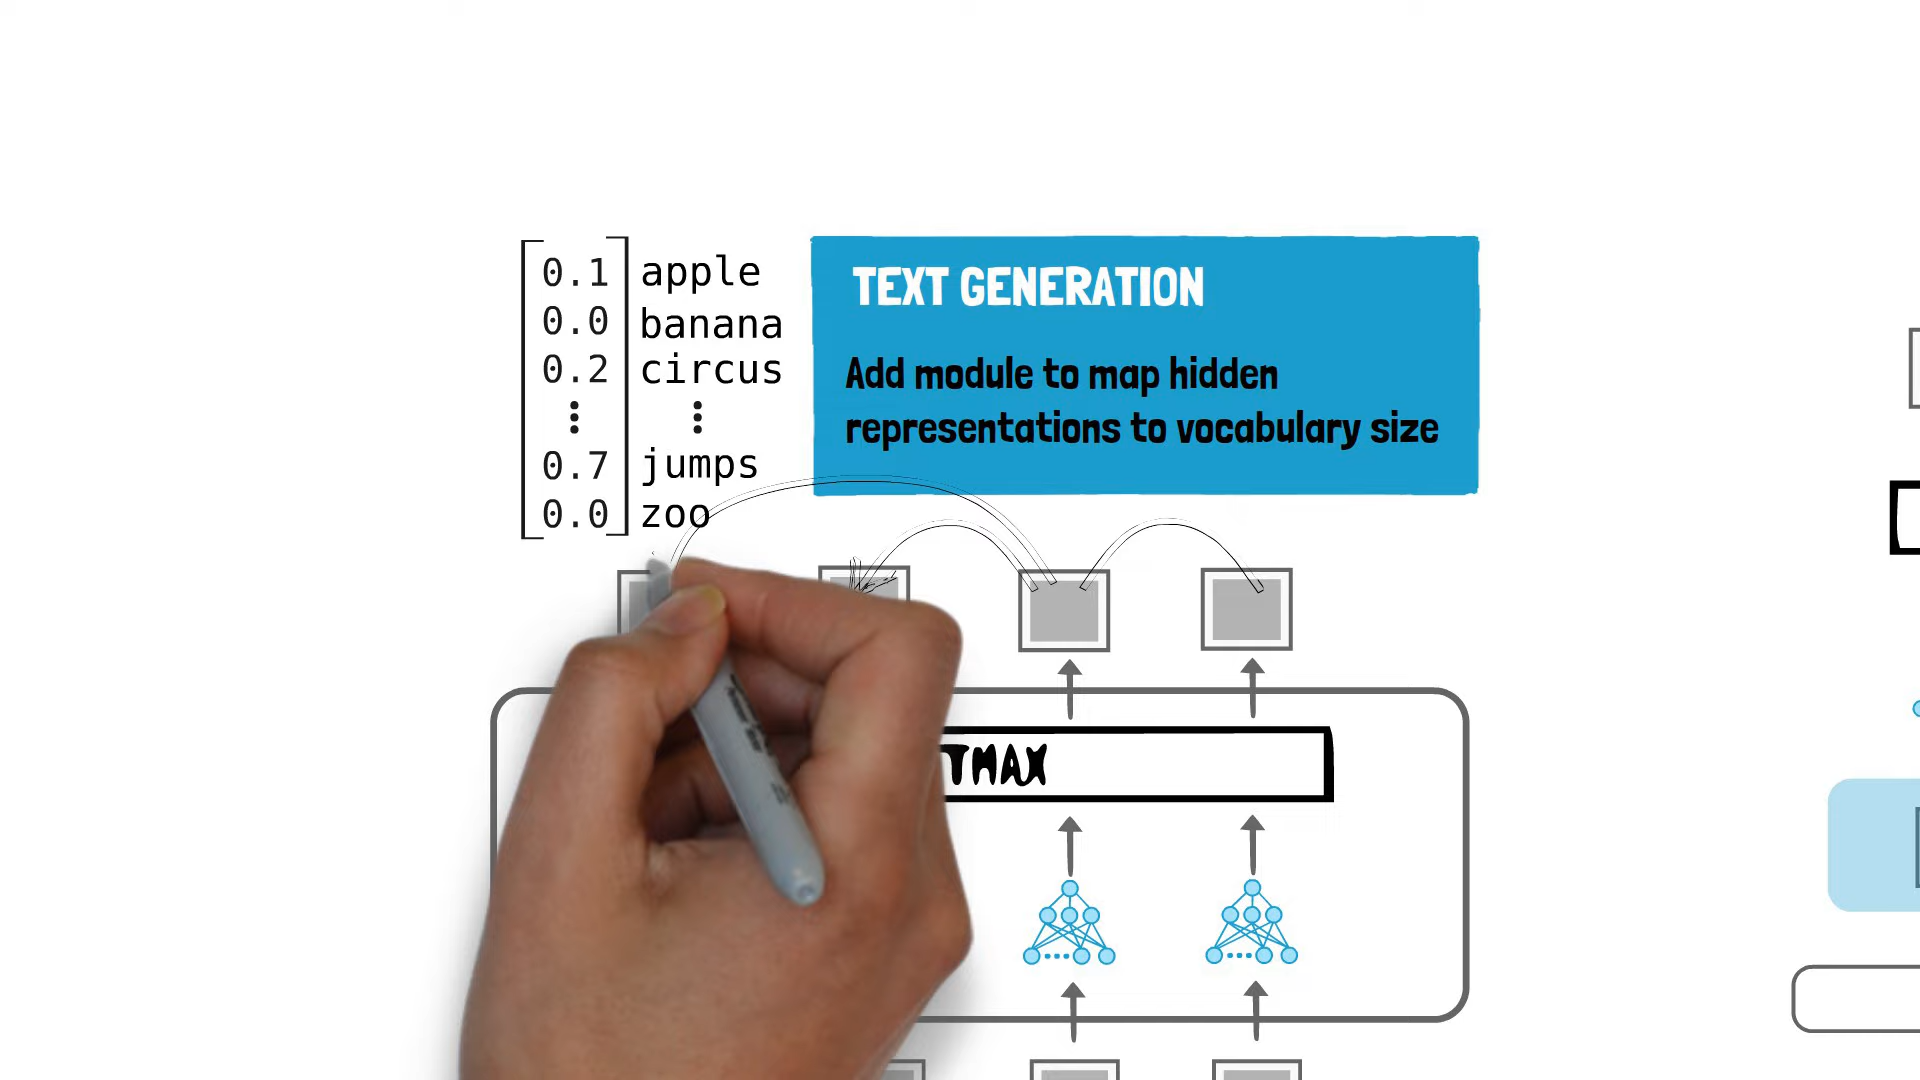 0.1 apple
0.0 banana
0.2 circus
0.7 jumps
0.0 zoo
TEXT GENERATION
Add module to map hidden
representations to vocabulary size
TMAX